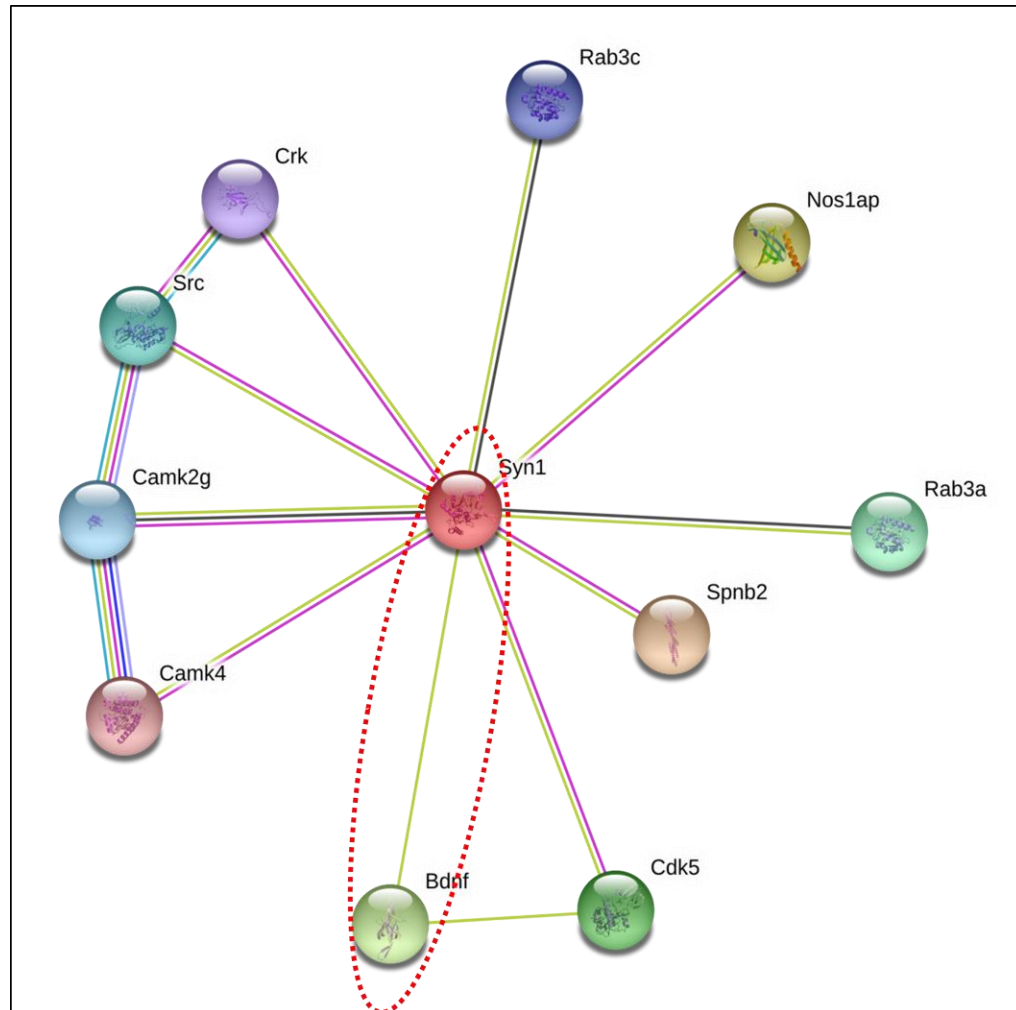 Rab3c
Crk
Nos1ap
Src
Syn1
Camk2g
Rab3a
Spnb2
Camk4
Cdk5
Bdnf